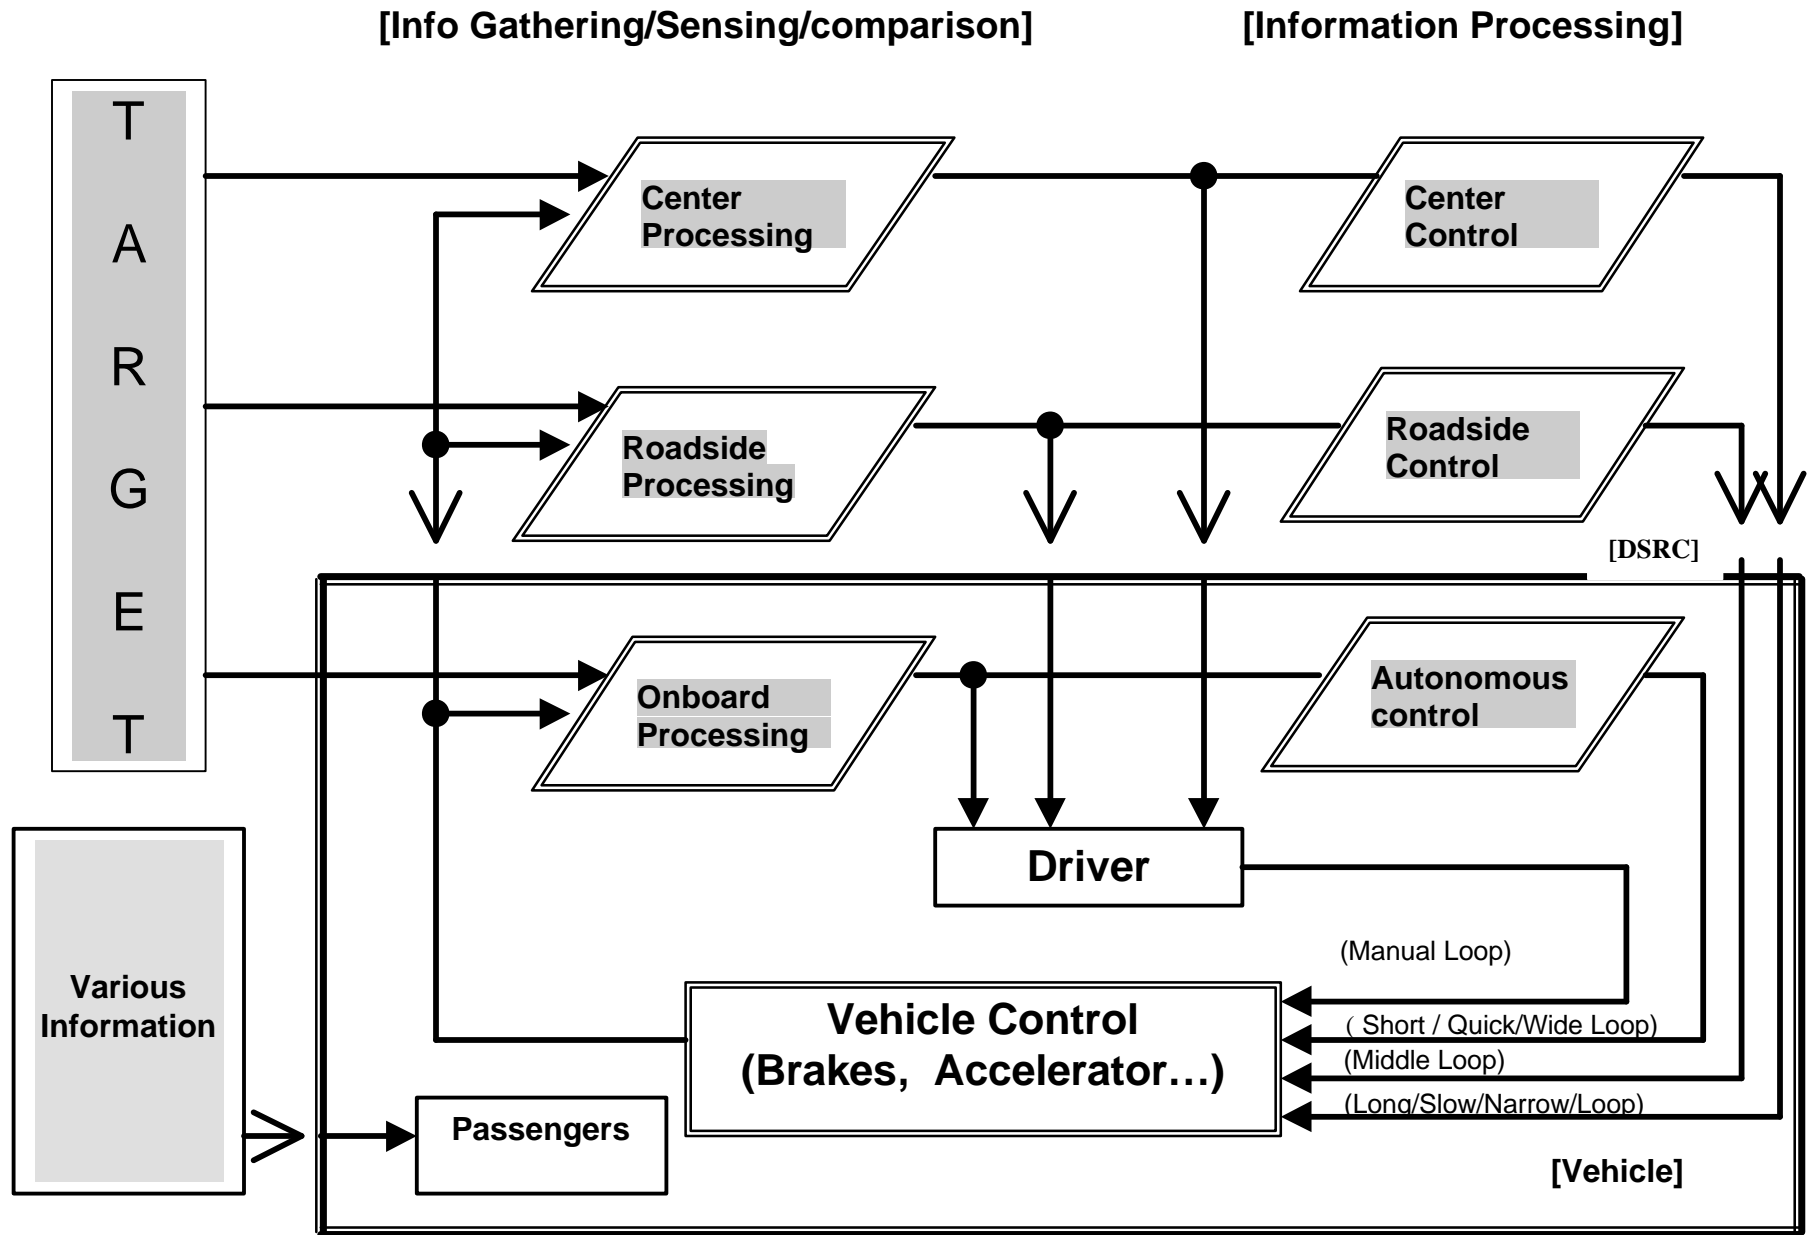 [Info Gathering/Sensing/comparison]
[Information Processing]
T
A
R
G
E
T
Center
Processing
Center
Control
Roadside
Processing
Roadside
Control
[DSRC]
Onboard
Processing
Autonomous
control
Driver
(Manual Loop)
Various
Information
Vehicle Control
(Brakes, Accelerator…)
( Short / Quick/Wide Loop)
(Middle Loop)
(Long/Slow/Narrow/Loop)
Passengers
[Vehicle]